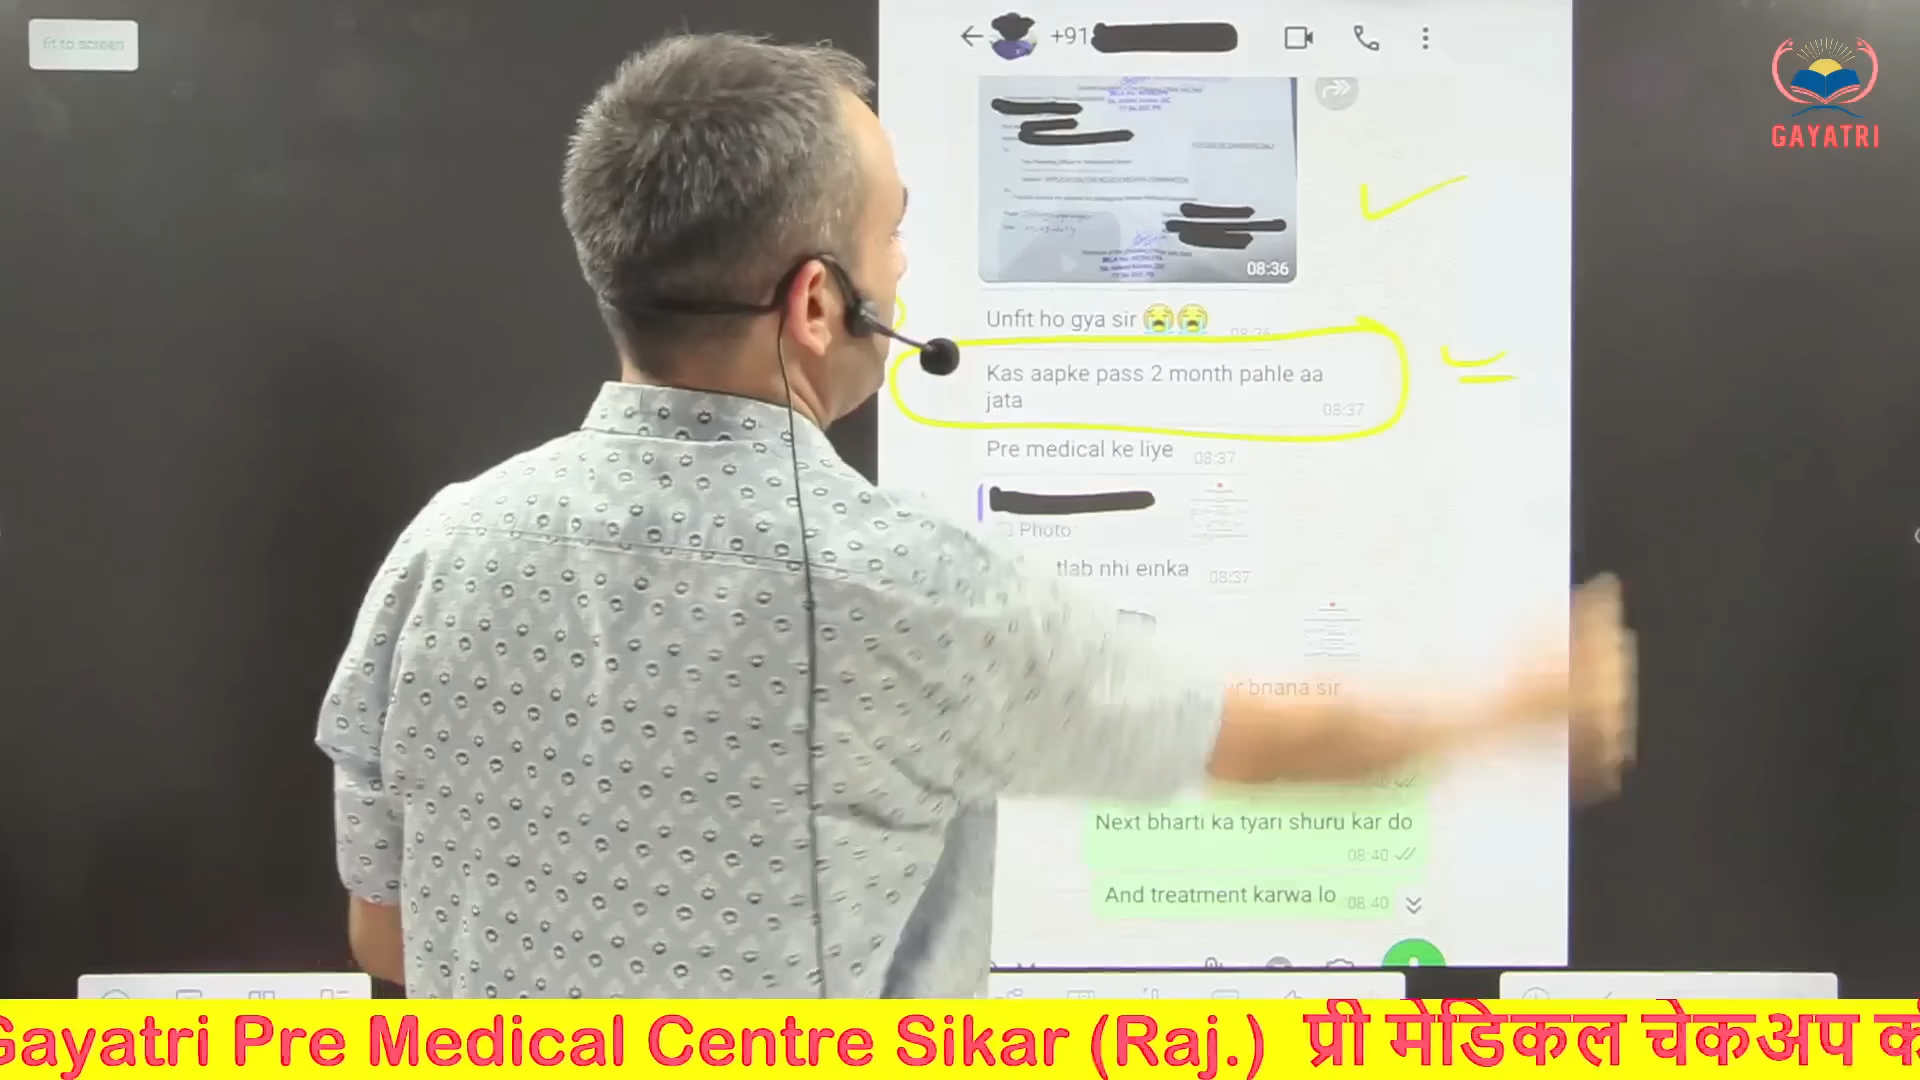 fit to screen
+91
GAYATRI
08:36
Unfit ho gya sir 😭😭 08:36
Kas aapke pass 2 month pahle aa
jata 08:37
Pre medical ke liye 08:37
Photo
tlab nhi einka 08:37
bnana sir
Next bharti ka tyari shuru kar do
08:40
And treatment karwa lo 08:40
Gayatri Pre Medical Centre Sikar (Raj.) प्री मेडिकल चेकअप